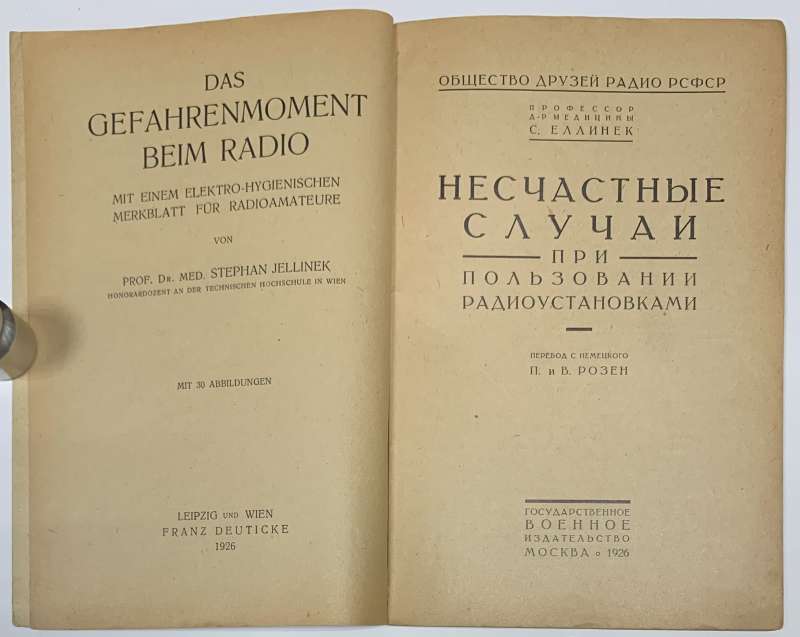 DAS
GEFAHRENMOMENT
BEIM RADIO
MIT EINEM ELEKTRO-HYGIENISCHEN
MERKBLATT FÜR RADIOAMATEURE
VON
PROF. DR. MED. STEPHAN JELLINEK
HONORARDOZENT AN DER TECHNISCHEN HOCHSCHULE IN WIEN
MIT 30 ABBILDUNGEN
LEIPZIG UND WIEN
FRANZ DEUTICKE
1926
ОБЩЕСТВО ДРУЗЕЙ РАДИО РСФСР
ПРОФЕССОР
Д-Р МЕДИЦИНЫ
С. ЕЛЛИНЕК
НЕСЧАСТНЫЕ
СЛУЧАИ
ПРИ
ПОЛЬЗОВАНИИ
РАДИОУСТАНОВКАМИ
ПЕРЕВОД С НЕМЕЦКОГО
П. и В. РОЗЕН
ГОСУДАРСТВЕННОЕ
ВОЕННОЕ
ИЗДАТЕЛЬСТВО
МОСКВА o 1926